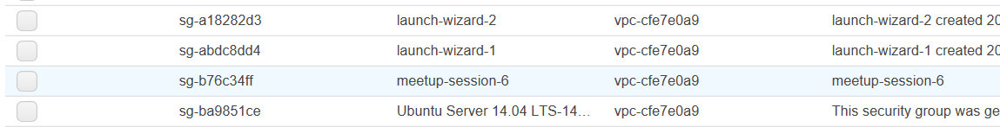 sg-a18282d3 launch-wizard-2 vpc-cfe7e0a9 launch-wizard-2 created 20
sg-abdc8dd4 launch-wizard-1 vpc-cfe7e0a9 launch-wizard-1 created 20
sg-b76c34ff meetup-session-6 vpc-cfe7e0a9 meetup-session-6
sg-ba9851ce Ubuntu Server 14.04 LTS-14... vpc-cfe7e0a9 This security group was ge